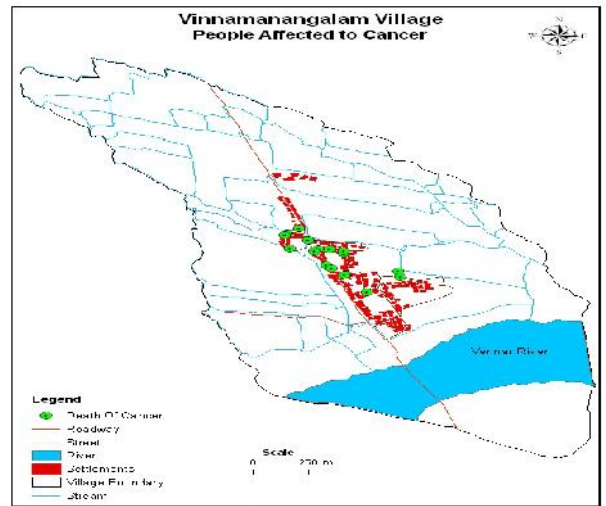 Vinnamanangalam Village
People Affected to Cancer
N
W
E
S
River
Legend
Death Of Cancer
Roadway
Street
River
Settlements
Village Boundary
Stream
Scale
0 250 m